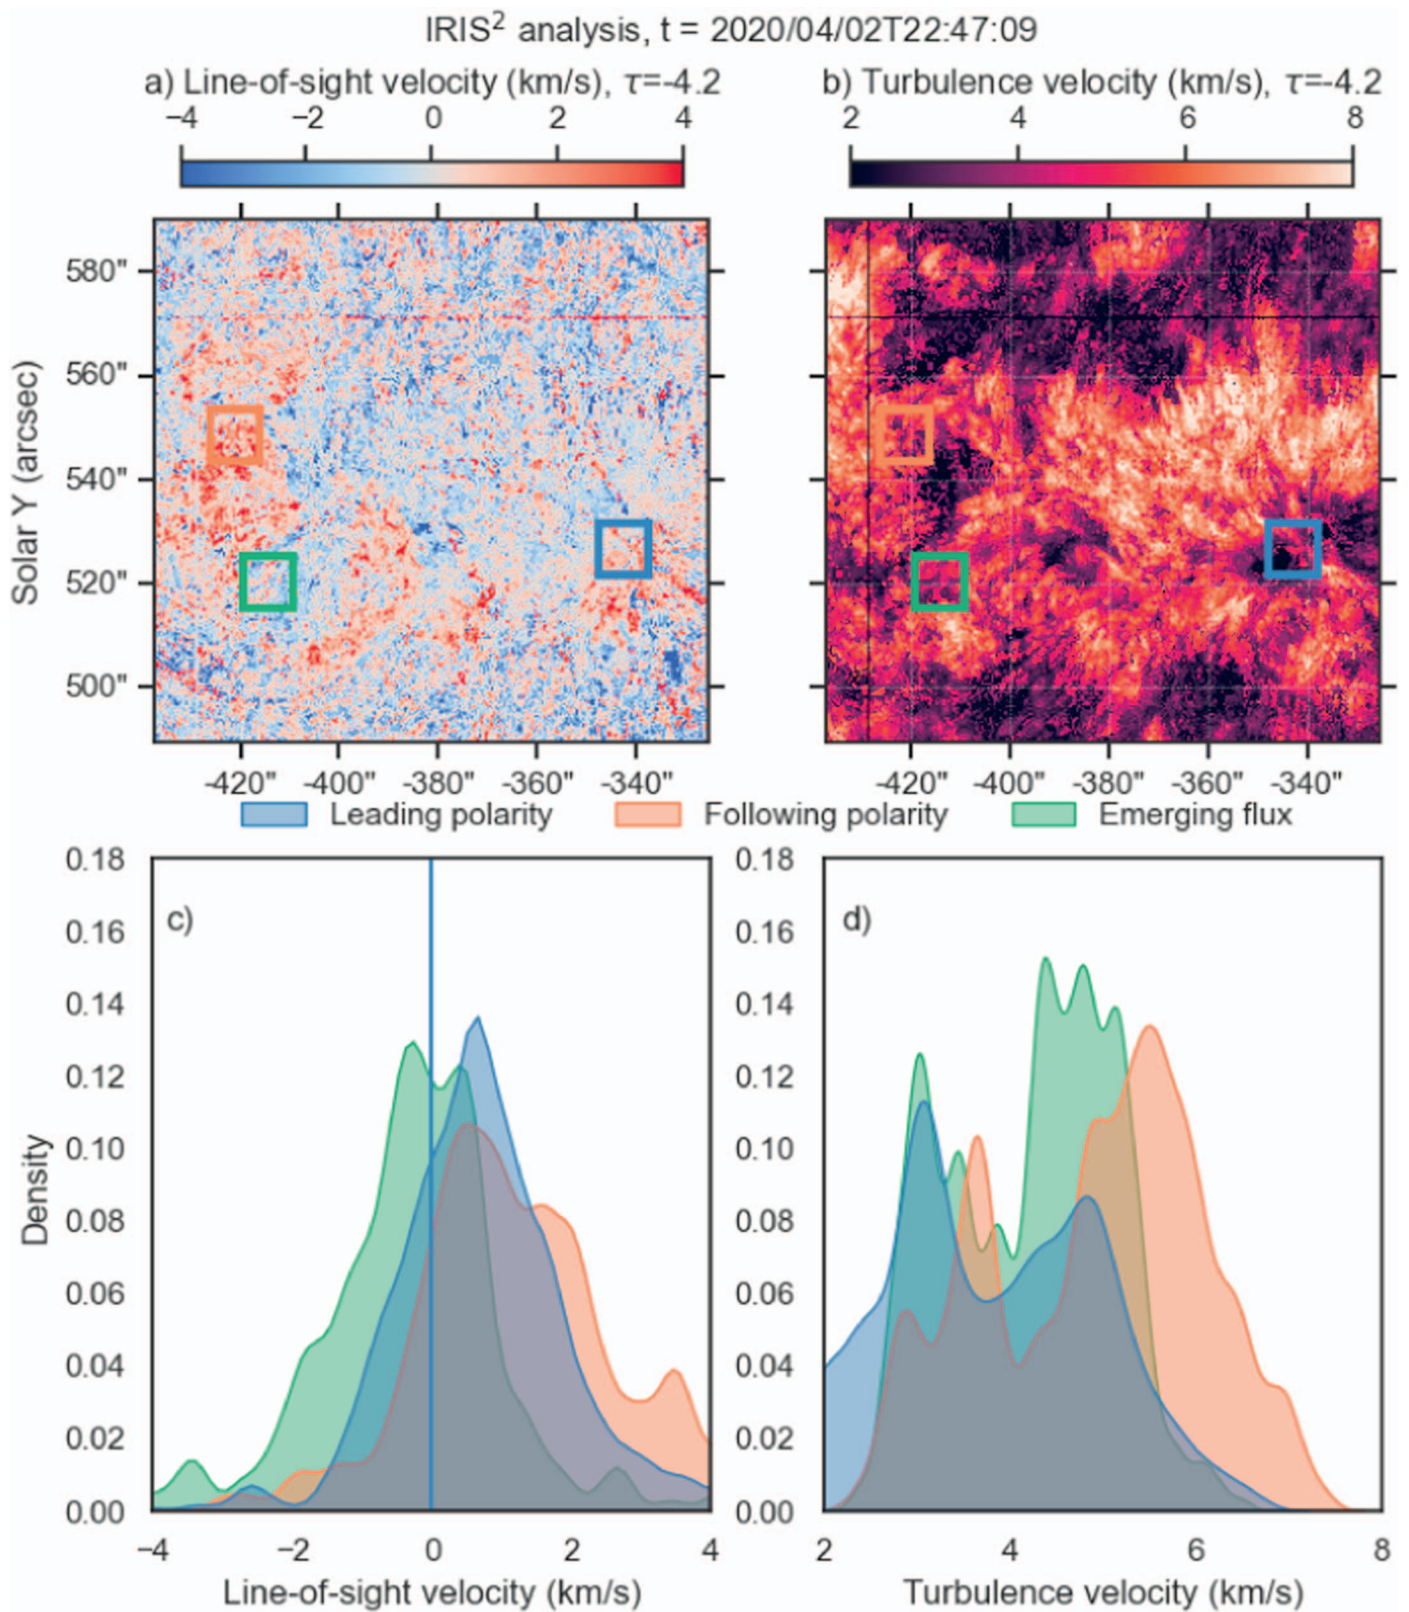 IRIS² analysis, t = 2020/04/02T22:47:09
a) Line-of-sight velocity (km/s), τ=-4.2
b) Turbulence velocity (km/s), τ=-4.2
−4 −2 0 2 4
2 4 6 8
580"
560"
540"
520"
500"
Solar Y (arcsec)
-420" -400" -380" -360" -340"
-420" -400" -380" -360" -340"
Leading polarity Following polarity Emerging flux
c)
0.18
0.16
0.14
0.12
0.10
0.08
0.06
0.04
0.02
0.00
Density
−4 −2 0 2 4
Line-of-sight velocity (km/s)
d)
0.18
0.16
0.14
0.12
0.10
0.08
0.06
0.04
0.02
0.00
2 4 6 8
Turbulence velocity (km/s)